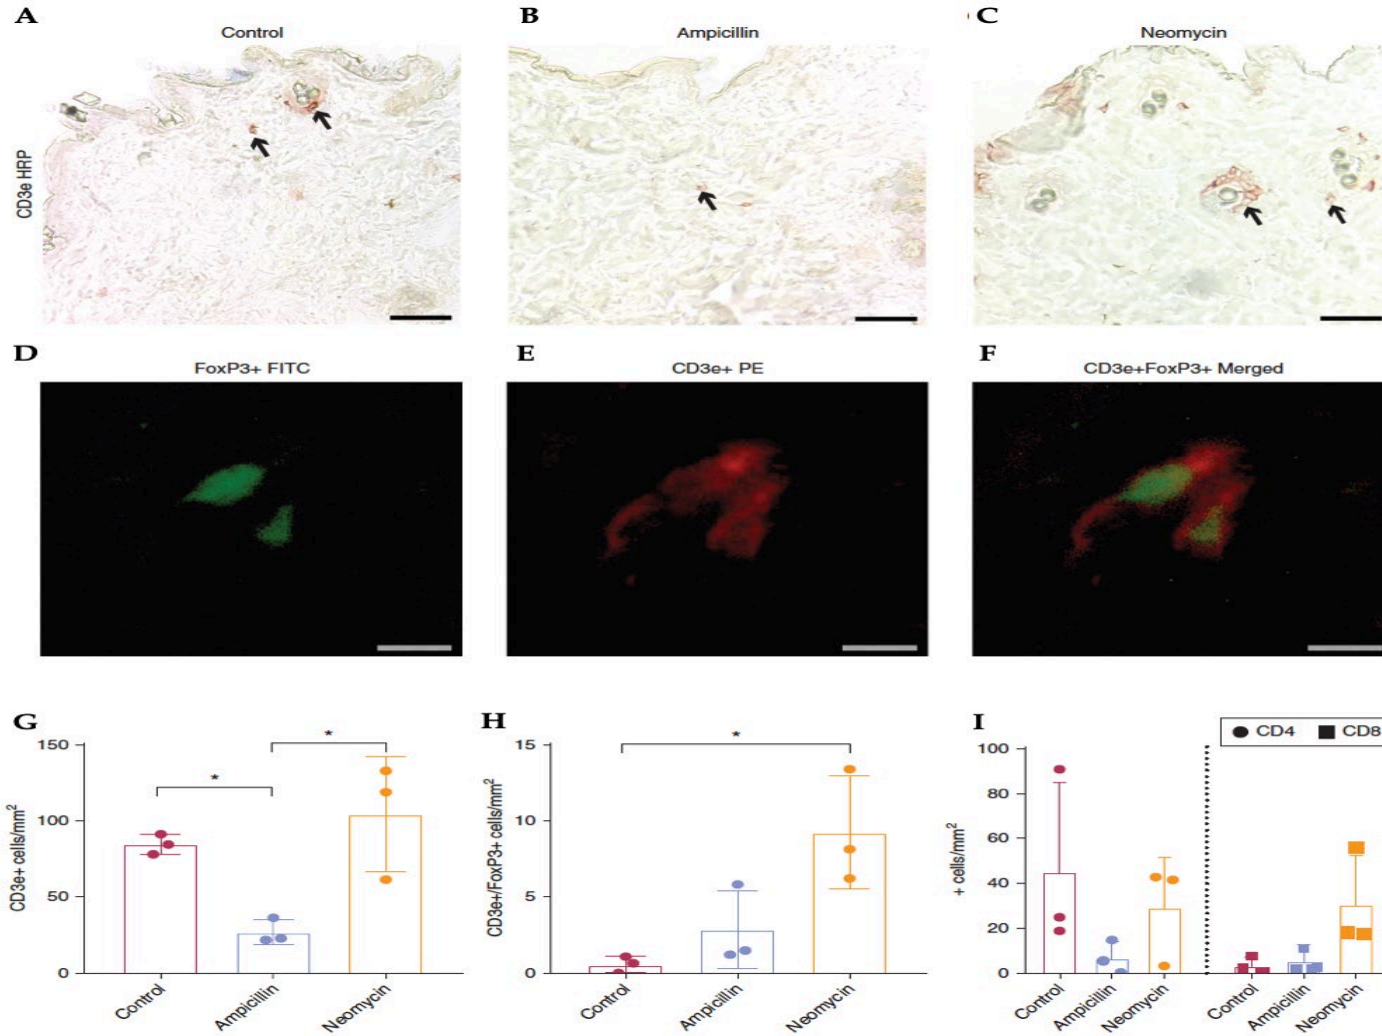 A
Control
B
Ampicillin
C
Neomycin
CD3e HRP
D
FoxP3+ FITC
E
CD3e+ PE
F
CD3e+FoxP3+ Merged
G
CD3e+ cells/mm²
150
100
50
0
*
*
Control
Ampicillin
Neomycin
H
CD3e+/FoxP3+ cells/mm²
15
10
5
0
*
Control
Ampicillin
Neomycin
I
CD4 CD8
+ cells/mm²
100
80
60
40
20
0
Control
Ampicillin
Neomycin
Control
Ampicillin
Neomycin